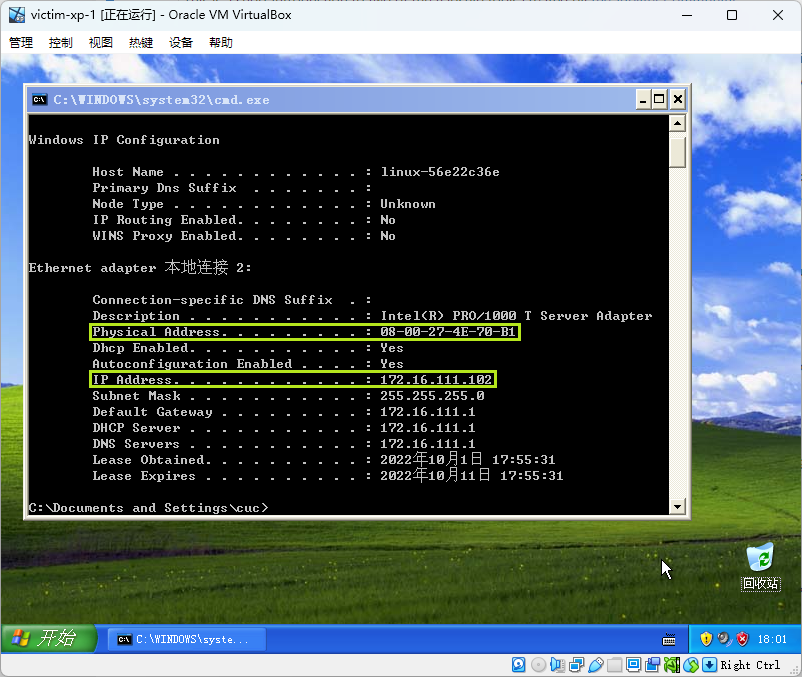 victim-xp-1 [正在运行] - Oracle VM VirtualBox
管理 控制 视图 热键 设备 帮助
C:\WINDOWS\system32\cmd.exe
Windows IP Configuration
Host Name . . . . . . . . . . . . : linux-56e22c36e
Primary Dns Suffix . . . . . . . :
Node Type . . . . . . . . . . . . : Unknown
IP Routing Enabled. . . . . . . . : No
WINS Proxy Enabled. . . . . . . . : No
Ethernet adapter 本地连接 2:
Connection-specific DNS Suffix . :
Description . . . . . . . . . . . : Intel(R) PRO/1000 T Server Adapter
Physical Address. . . . . . . . . : 08-00-27-4E-70-B1
Dhcp Enabled. . . . . . . . . . . : Yes
Autoconfiguration Enabled . . . . : Yes
IP Address. . . . . . . . . . . . : 172.16.111.102
Subnet Mask . . . . . . . . . . . : 255.255.255.0
Default Gateway . . . . . . . . . : 172.16.111.1
DHCP Server . . . . . . . . . . . : 172.16.111.1
DNS Servers . . . . . . . . . . . : 172.16.111.1
Lease Obtained. . . . . . . . . . : 2022年10月1日 17:55:31
Lease Expires . . . . . . . . . . : 2022年10月11日 17:55:31
C:\Documents and Settings\cuc>
回收站
开始 C:\WINDOWS\syste... 18:01
Right Ctrl